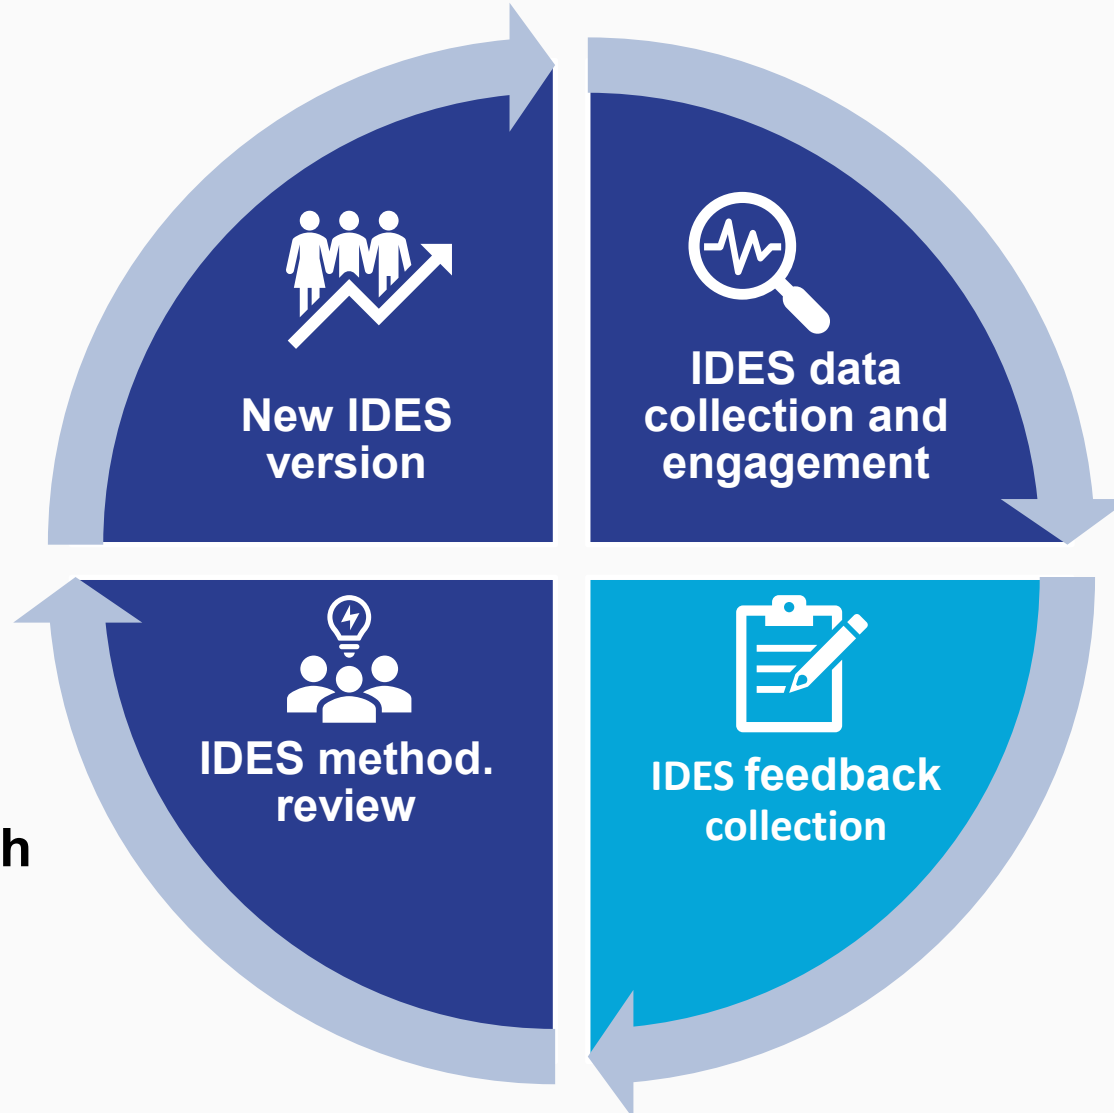 New IDES
version
IDES data
collection and
engagement
IDES method.
review
IDES feedback
collection
h